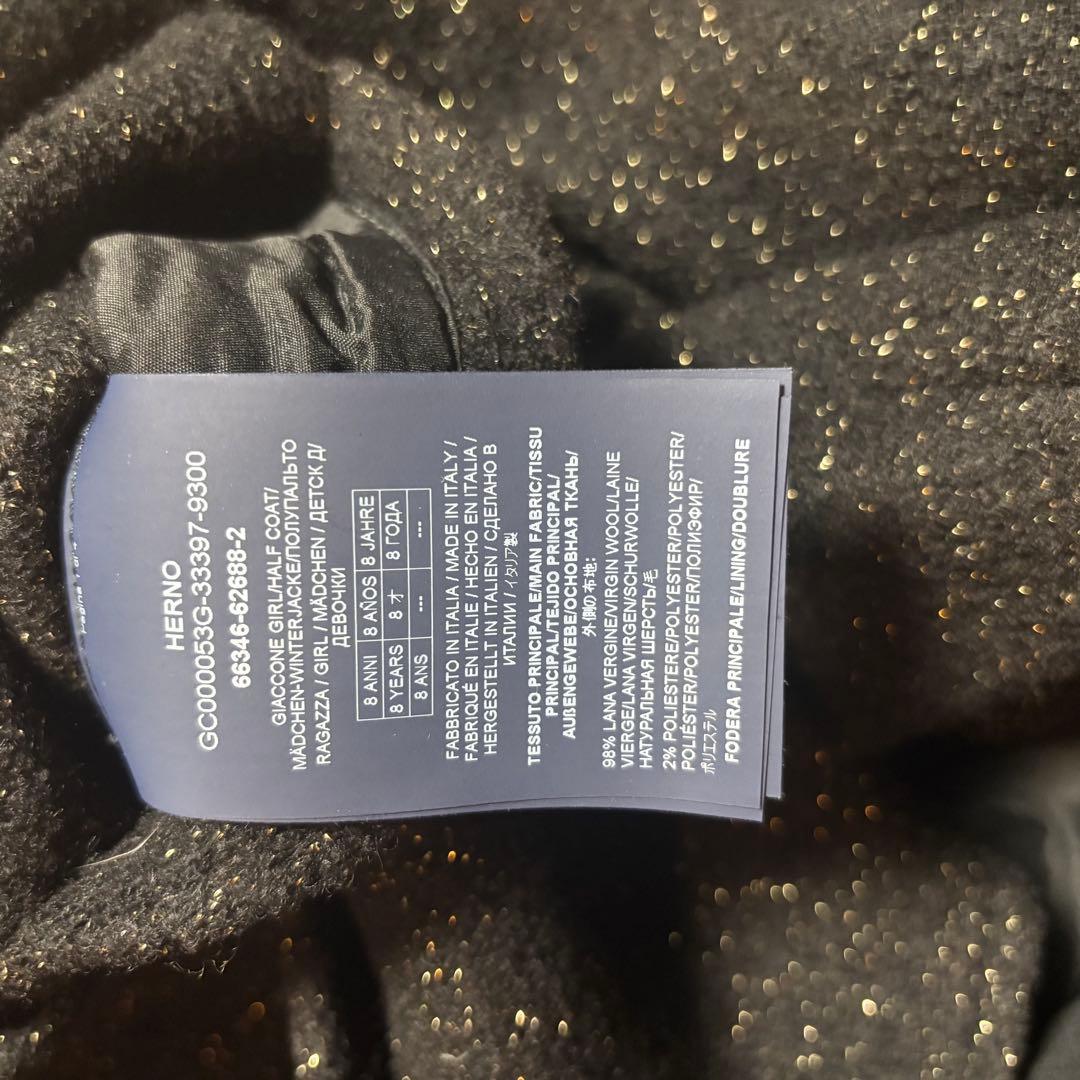 HERNO
GC000053G-33397-9300
66346-62688-2
GIACCONE GIRL/HALF COAT/
MÄDCHEN-WINTERJACKE/ПОЛУПАЛЬТО
RAGAZZA / GIRL / MÄDCHEN / ДЕТСК Д/
ДЕВОЧКИ
8 ANNI 8 AÑOS 8 JAHRE
8 YEARS 8 才 8 ГОДА
8 ANS --- ---
FABBRICATO IN ITALIA / MADE IN ITALY /
FABRIQUÉ EN ITALIE / HECHO EN ITALIA /
HERGESTELLT IN ITALIEN / СДЕЛАНО В
ИТАЛИИ / イタリア製
TESSUTO PRINCIPALE/MAIN FABRIC/TISSU
PRINCIPAL/TEJIDO PRINCIPAL/
AUßENGEWEBE/ОСНОВНАЯ ТКАНЬ/
外側の布地:
98% LANA VERGINE/VIRGIN WOOL/LAINE
VIERGE/LANA VIRGEN/SCHURWOLLE/
НАТУРАЛЬНАЯ ШЕРСТЬ/毛
2% POLIESTERE/POLYESTER/POLYESTER/
POLIÉSTER/POLYESTER/ПОЛИЭФИР/
ポリエステル
FODERA PRINCIPALE/LINING/DOUBLURE